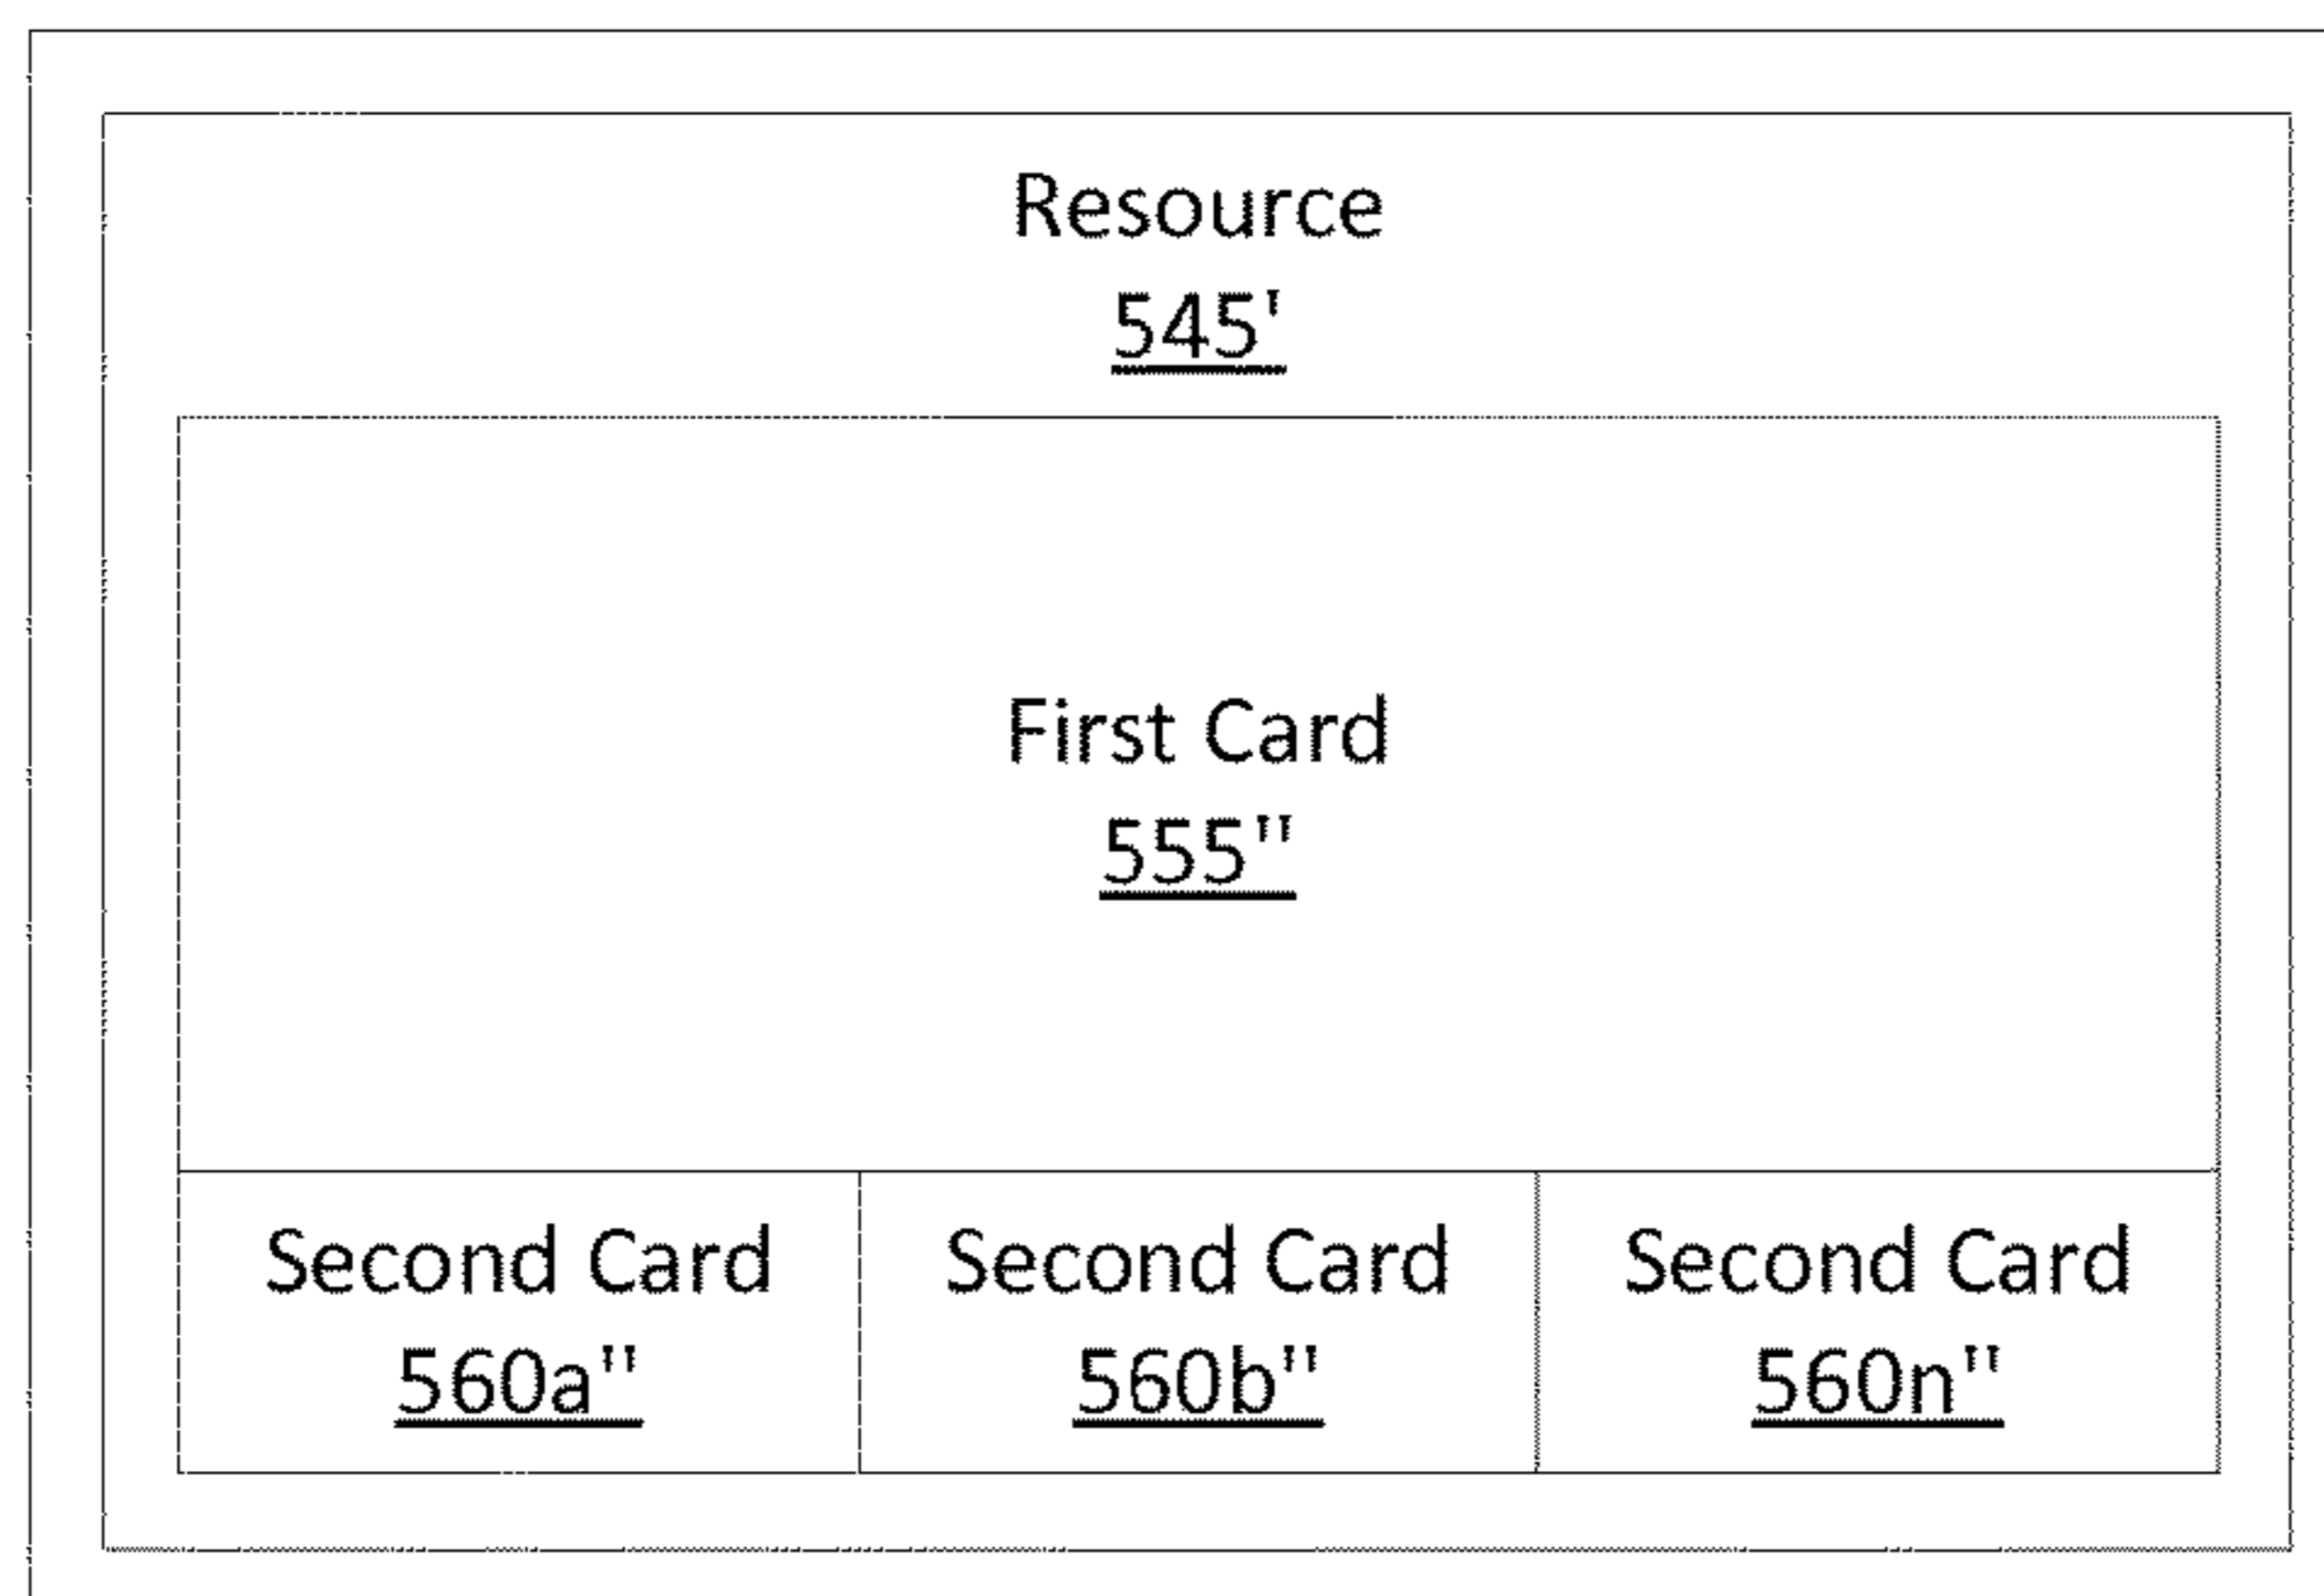 Resource
545'
First Card
555"
Second Card
560a"
Second Card
560b"
Second Card
560n"